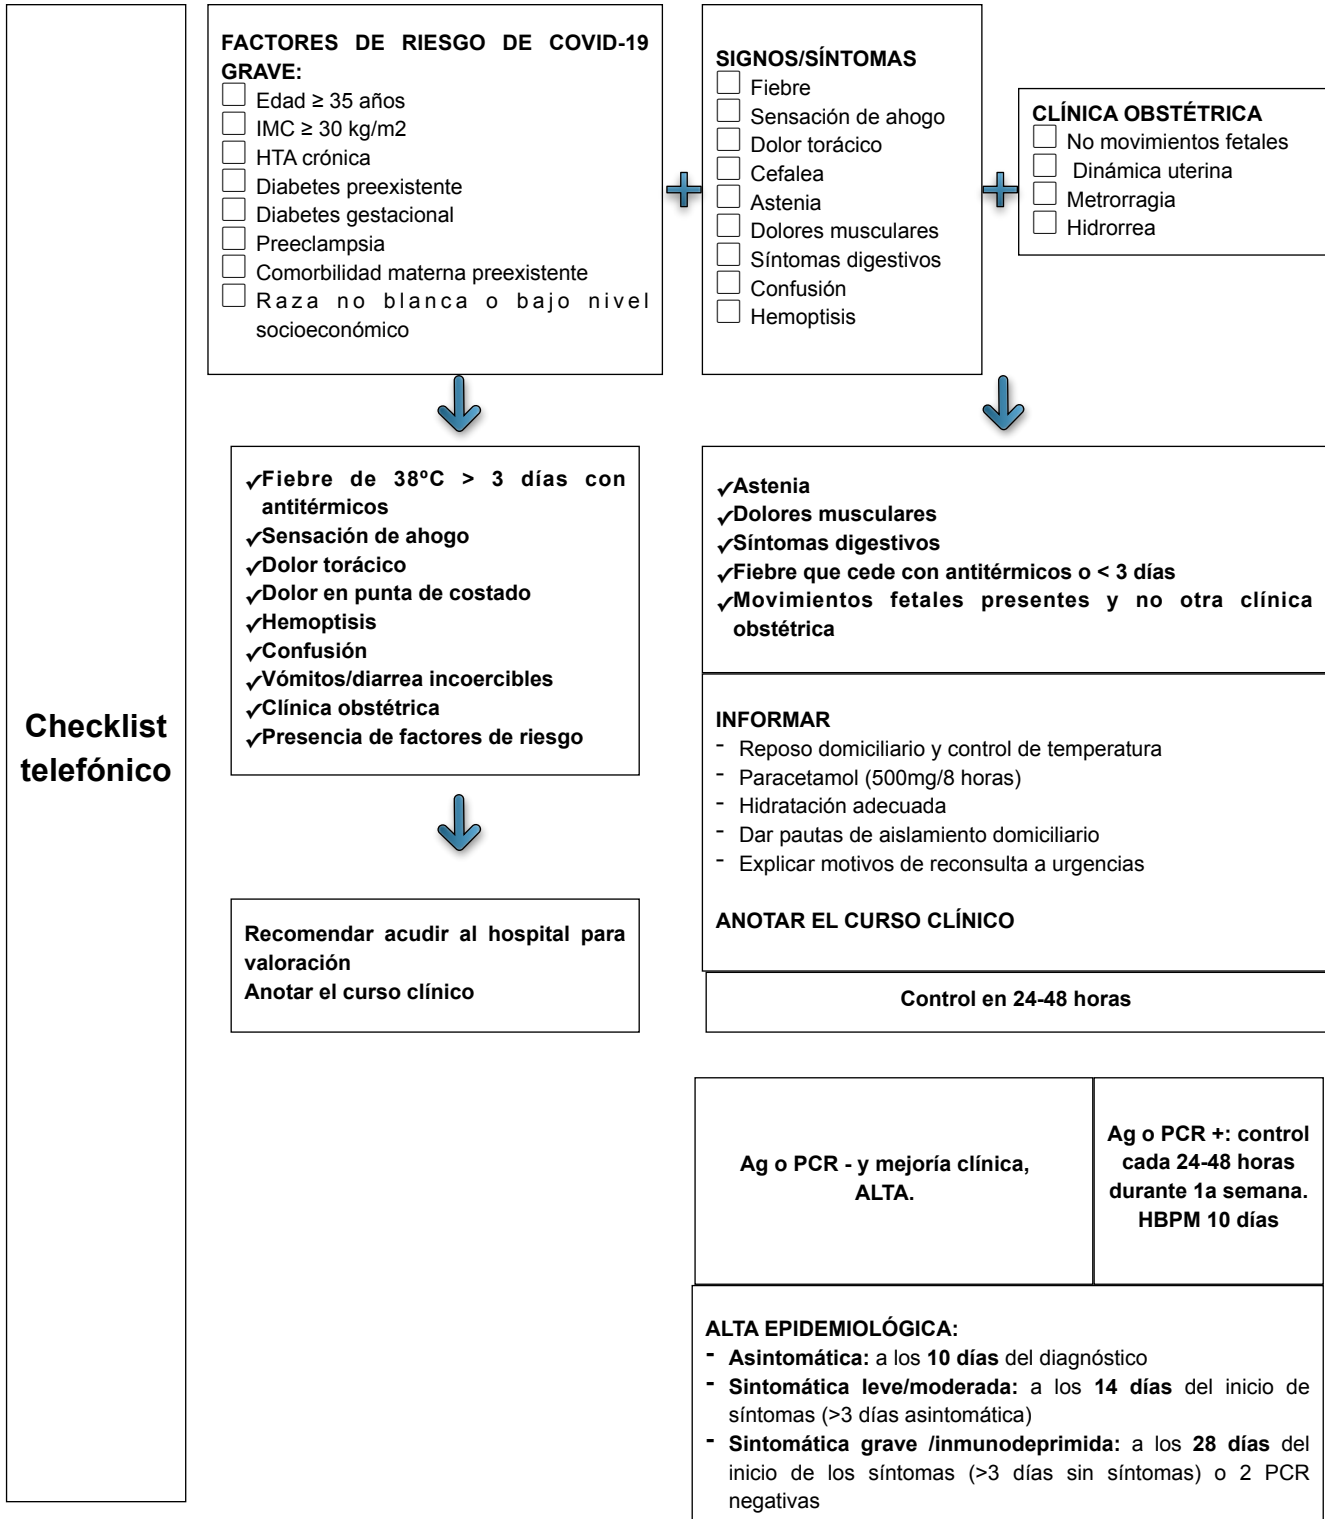 Checklist
telefónico
FACTORES DE RIESGO DE COVID-19
GRAVE:
Edad ≥ 35 años
IMC ≥ 30 kg/m2
HTA crónica
Diabetes preexistente
Diabetes gestacional
Preeclampsia
Comorbilidad materna preexistente
Raza no blanca o bajo nivel
socioeconómico
SIGNOS/SÍNTOMAS
Fiebre
Sensación de ahogo
Dolor torácico
Cefalea
Astenia
Dolores musculares
Síntomas digestivos
Confusión
Hemoptisis
CLÍNICA OBSTÉTRICA
No movimientos fetales
Dinámica uterina
Metrorragia
Hidrorrea
✓Fiebre de 38ºC > 3 días con
antitérmicos
✓Sensación de ahogo
✓Dolor torácico
✓Dolor en punta de costado
✓Hemoptisis
✓Confusión
✓Vómitos/diarrea incoercibles
✓Clínica obstétrica
✓Presencia de factores de riesgo
Recomendar acudir al hospital para
valoración
Anotar el curso clínico
✓Astenia
✓Dolores musculares
✓Síntomas digestivos
✓Fiebre que cede con antitérmicos o < 3 días
✓Movimientos fetales presentes y no otra clínica
obstétrica
INFORMAR
- Reposo domiciliario y control de temperatura
- Paracetamol (500mg/8 horas)
- Hidratación adecuada
- Dar pautas de aislamiento domiciliario
- Explicar motivos de reconsulta a urgencias
ANOTAR EL CURSO CLÍNICO
Control en 24-48 horas
Ag o PCR - y mejoría clínica,
ALTA.
Ag o PCR +: control
cada 24-48 horas
durante 1a semana.
HBPM 10 días
ALTA EPIDEMIOLÓGICA:
- Asintomática: a los 10 días del diagnóstico
- Sintomática leve/moderada: a los 14 días del inicio de
síntomas (>3 días asintomática)
- Sintomática grave /inmunodeprimida: a los 28 días del
inicio de los síntomas (>3 días sin síntomas) o 2 PCR
negativas